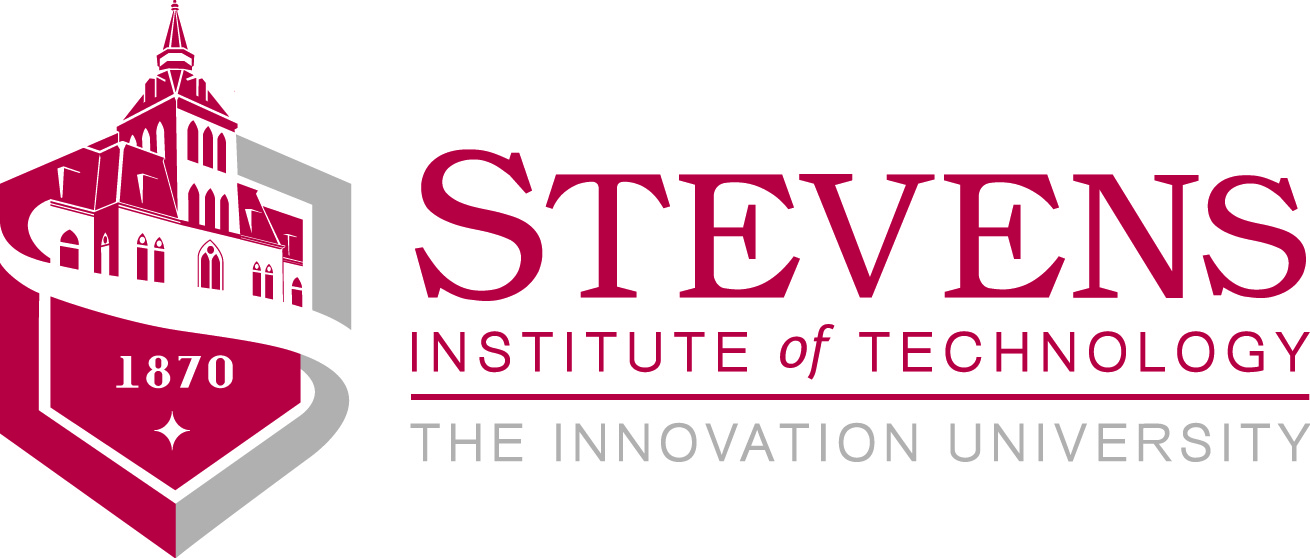 STEVENS
INSTITUTE of TECHNOLOGY
THE INNOVATION UNIVERSITY
1870